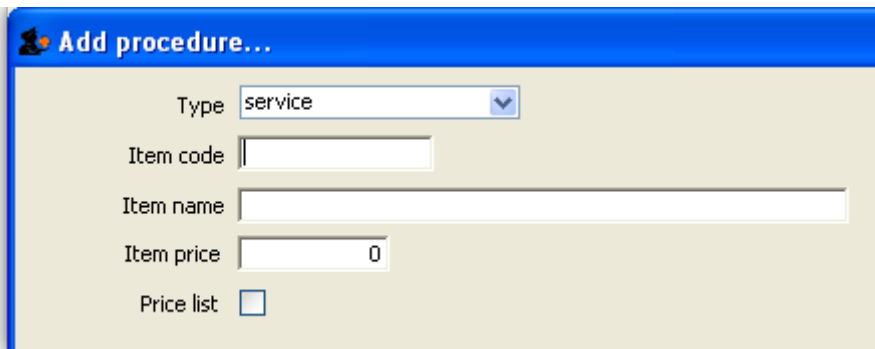 Add procedure...
Type service
Item code
Item name
Item price 0
Price list